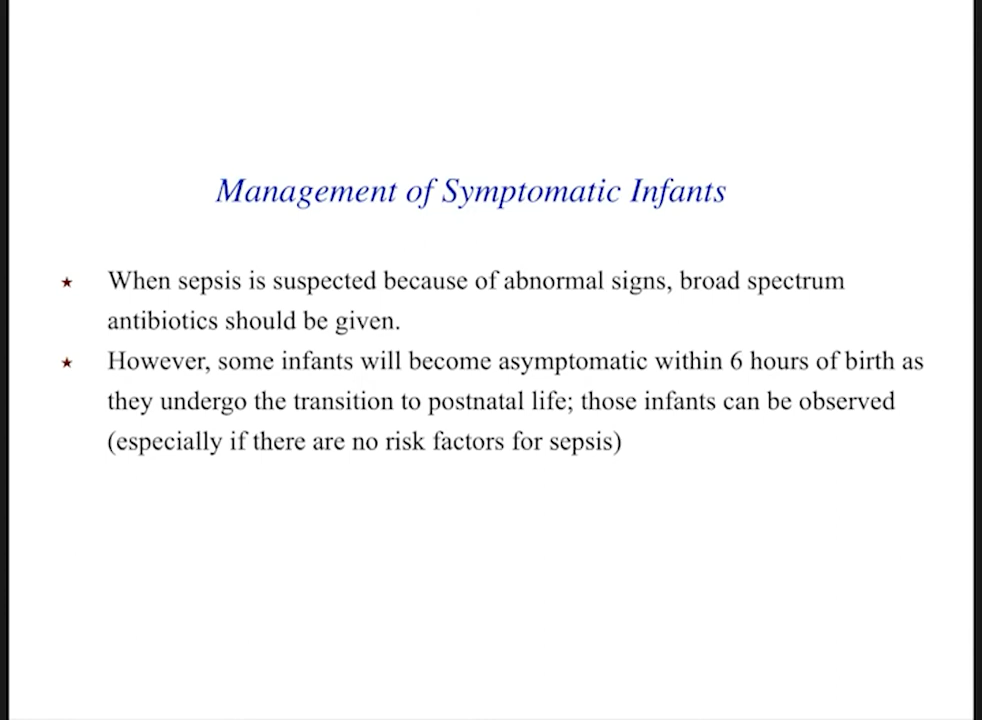 Management of Symptomatic Infants
When sepsis is suspected because of abnormal signs, broad spectrum
antibiotics should be given.
However, some infants will become asymptomatic within 6 hours of birth as
they undergo the transition to postnatal life; those infants can be observed
(especially if there are no risk factors for sepsis)